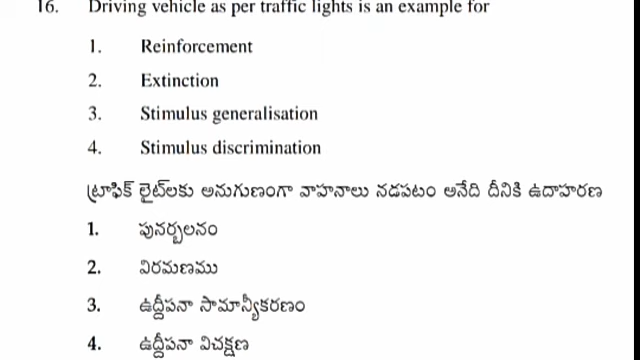 16. Driving vehicle as per traffic lights is an example for
1. Reinforcement
2. Extinction
3. Stimulus generalisation
4. Stimulus discrimination
ట్రాఫిక్ లైట్‌లకు అనుగుణంగా వాహనాలు నడపటం అనేది దీనికి ఉదాహరణ
1. పునర్బలనం
2. విరమణము
3. ఉద్దీపనా సామాన్యీకరణం
4. ఉద్దీపనా విచక్షణ